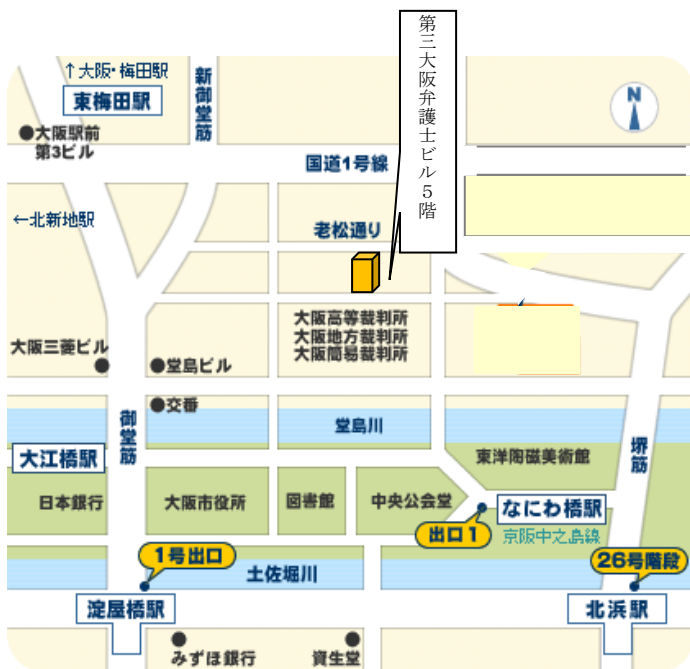 第三大阪弁護士ビル5階
↑大阪・梅田駅
東梅田駅
新御堂筋
N
●大阪駅前
第3ビル
国道1号線
←北新地駅
老松通り
大阪高等裁判所
大阪地方裁判所
大阪簡易裁判所
大阪三菱ビル
●堂島ビル
●交番
御堂筋
堂島川
堺筋
大江橋駅
東洋陶磁美術館
日本銀行
大阪市役所
図書館
中央公会堂
なにわ橋駅
出口1
京阪中之島線
1号出口
土佐堀川
26号階段
淀屋橋駅
北浜駅
みずほ銀行
資生堂